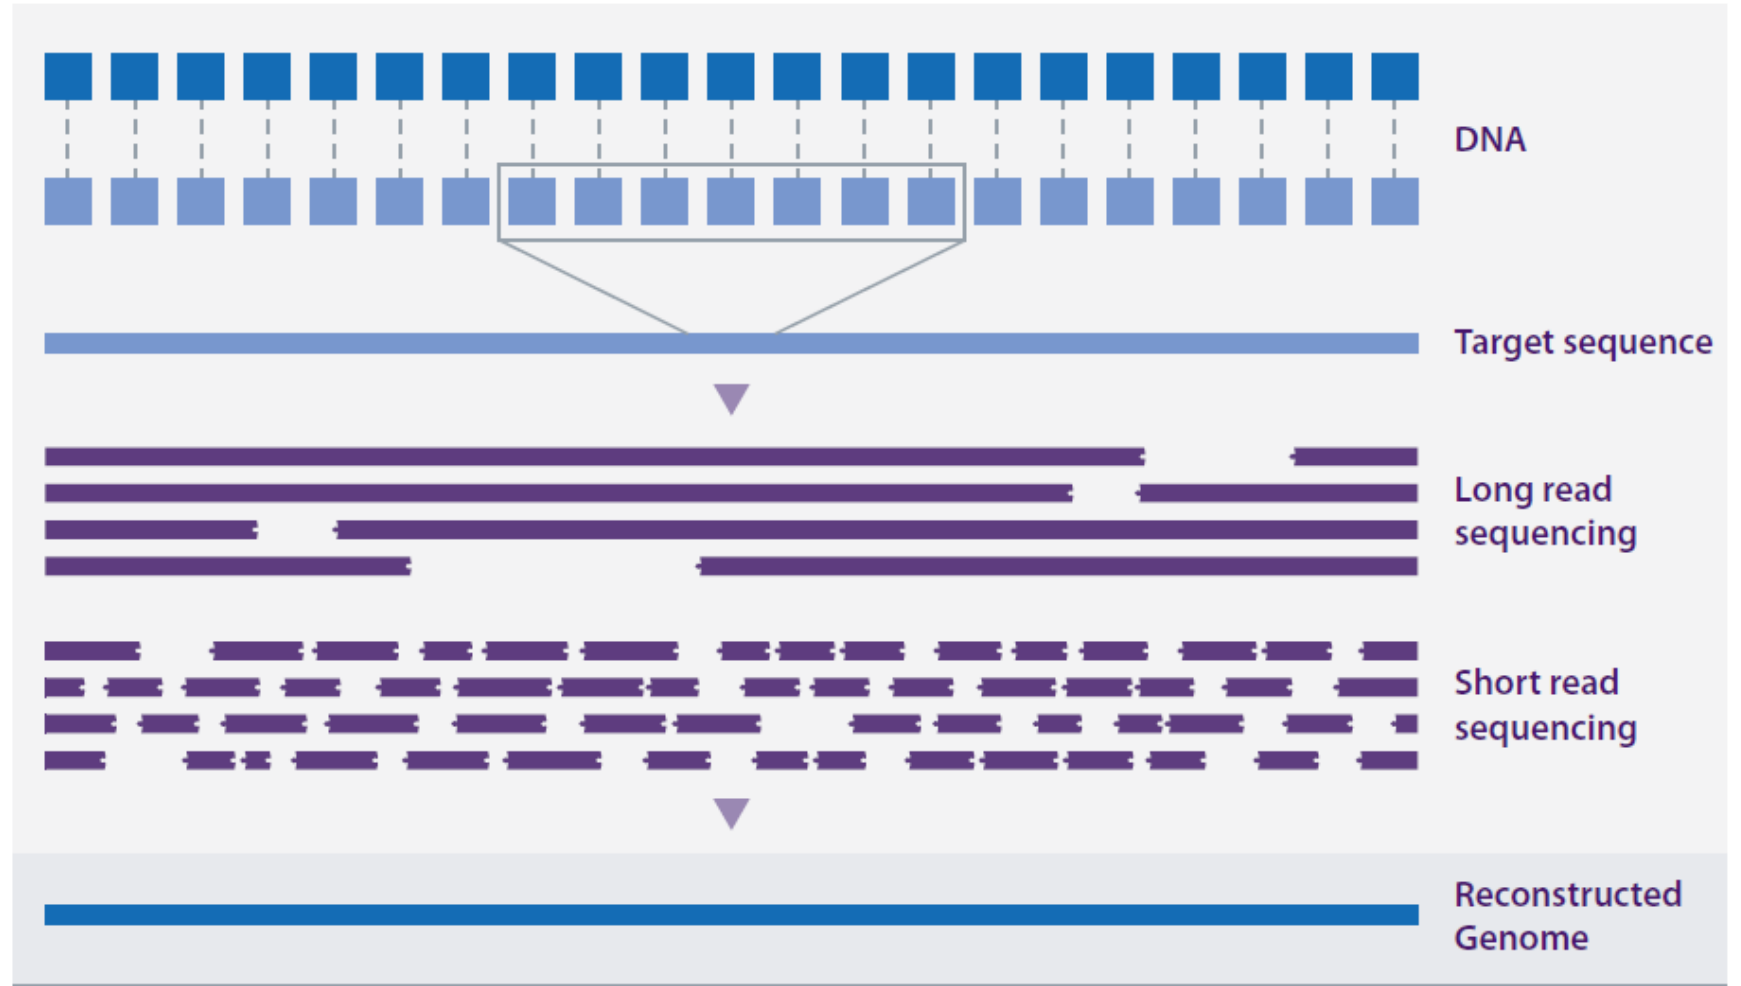 DNA
Target sequence
Long read
sequencing
Short read
sequencing
Reconstructed
Genome